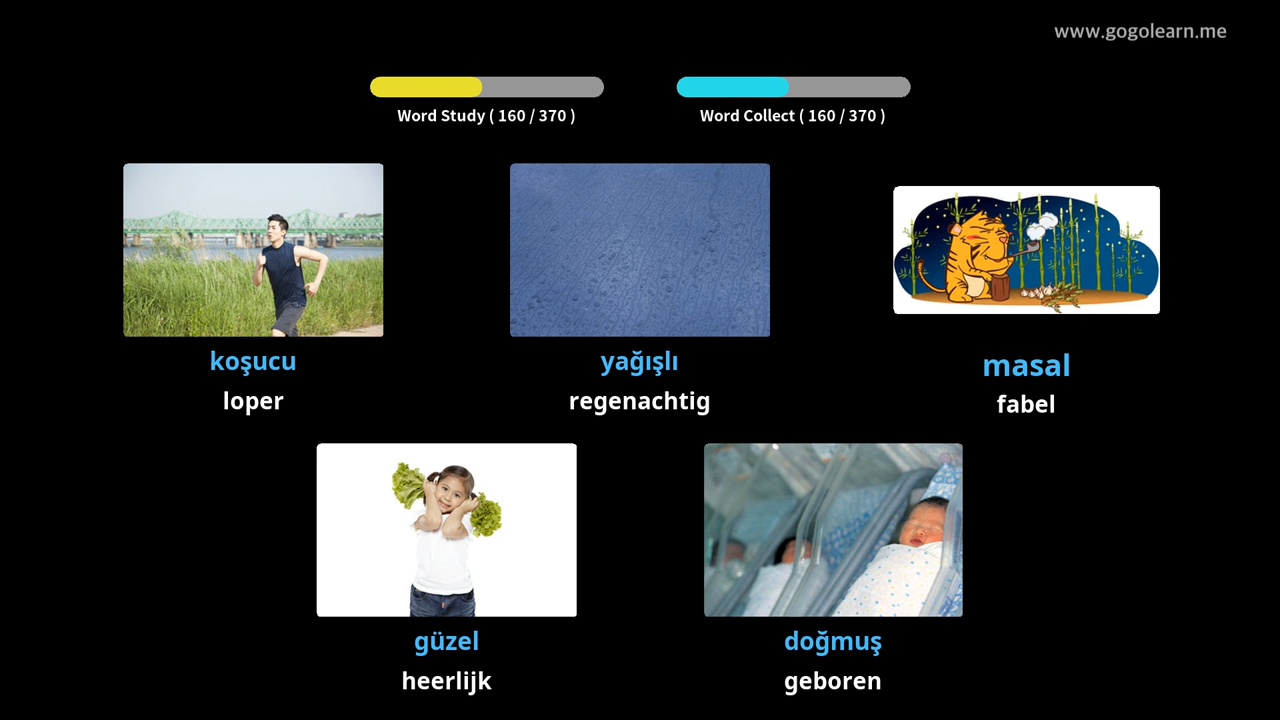 www.gogolearn.me
Word Study ( 160 / 370 )
Word Collect ( 160 / 370 )
koşucu
loper
yağışlı
regenachtig
masal
fabel
güzel
heerlijk
doğmuş
geboren